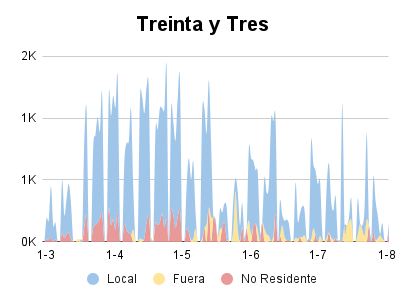 Treinta y Tres
2K
1K
1K
0K
1-3 1-4 1-5 1-6 1-7 1-8
Local Fuera No Residente